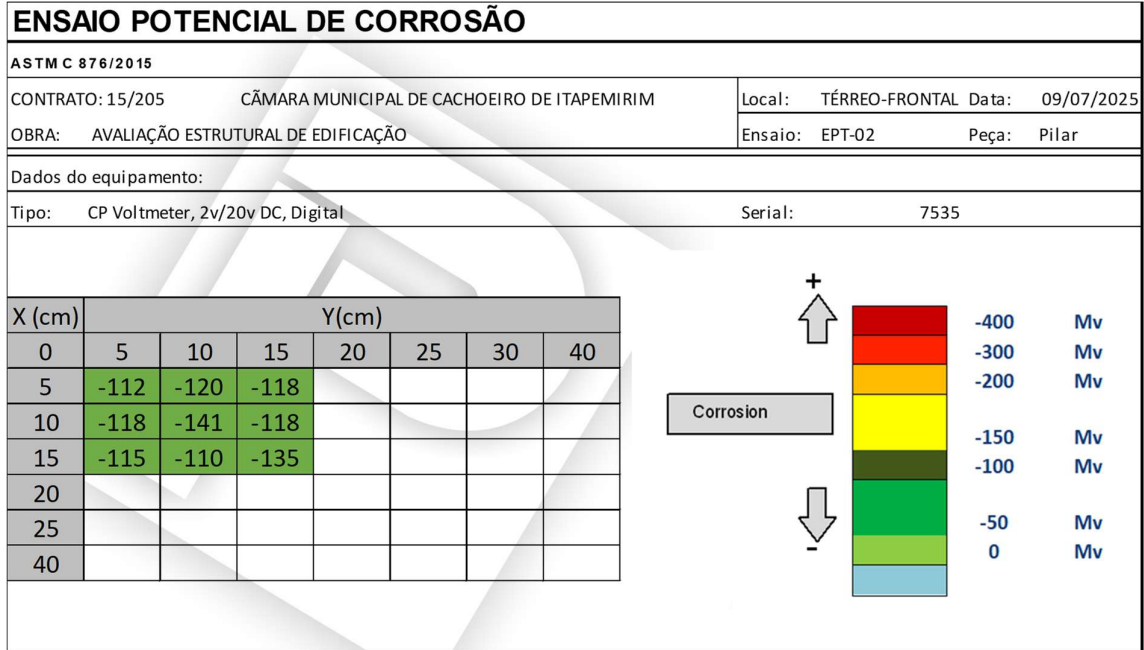 ENSAIO POTENCIAL DE CORROSÃO
ASTM C 876/2015
CONTRATO: 15/205 CÃMARA MUNICIPAL DE CACHOEIRO DE ITAPEMIRIM Local: TÉRREO-FRONTAL Data: 09/07/2025
OBRA: AVALIAÇÃO ESTRUTURAL DE EDIFICAÇÃO Ensaio: EPT-02 Peça: Pilar
Dados do equipamento:
Tipo: CP Voltmeter, 2v/20v DC, Digital Serial: 7535
X (cm) Y(cm)
0 5 10 15 20 25 30 40
5 -112 -120 -118
10 -118 -141 -118
15 -115 -110 -135
20
25
40
+
Corrosion
-
-400 Mv
-300 Mv
-200 Mv
-150 Mv
-100 Mv
-50 Mv
0 Mv